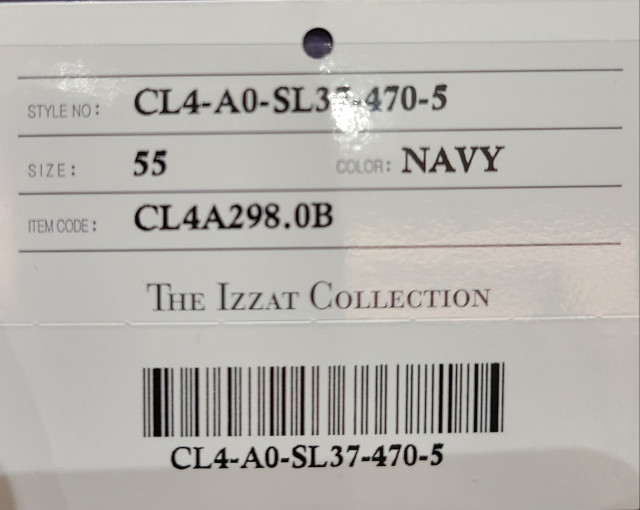 STYLE NO: CL4-A0-SL37-470-5
SIZE: 55 COLOR: NAVY
ITEM CODE: CL4A298.0B
THE IZZAT COLLECTION
CL4-A0-SL37-470-5